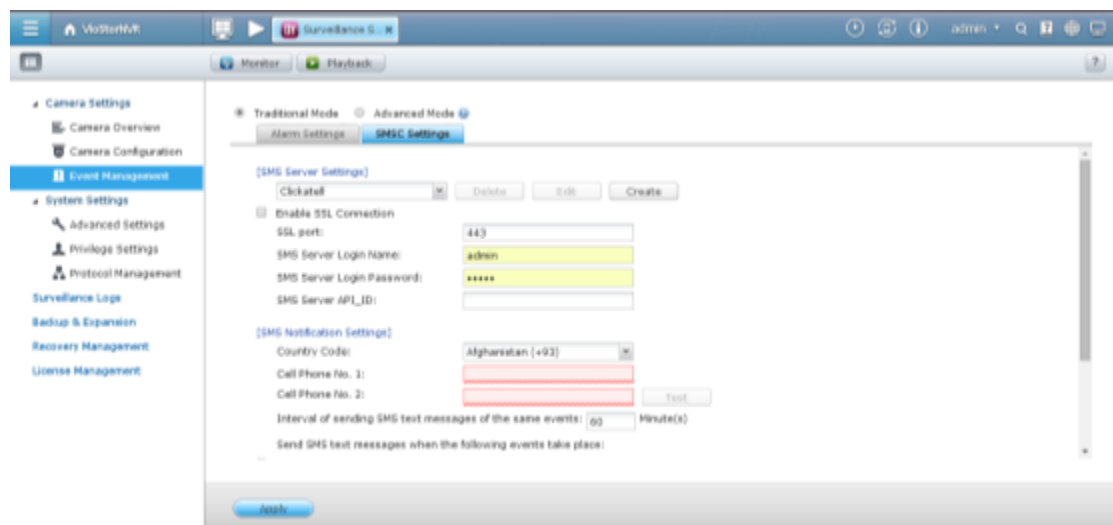 VioStorNVR
Surveillance S... ×
admin
Monitor
Playback
Camera Settings
Camera Overview
Camera Configuration
Event Management
System Settings
Advanced Settings
Privilege Settings
Protocol Management
Surveillance Logs
Backup & Expansion
Recovery Management
License Management
Traditional Mode
Advanced Mode
Alarm Settings
SMSC Settings
[SMS Server Settings]
Clickatell
Delete
Edit
Create
Enable SSL Connection
SSL port: 443
SMS Server Login Name: admin
SMS Server Login Password: •••••
SMS Server API_ID:
[SMS Notification Settings]
Country Code: Afghanistan (+93)
Cell Phone No. 1:
Cell Phone No. 2:
Test
Interval of sending SMS text messages of the same events: 60 Minute(s)
Send SMS text messages when the following events take place:
Apply